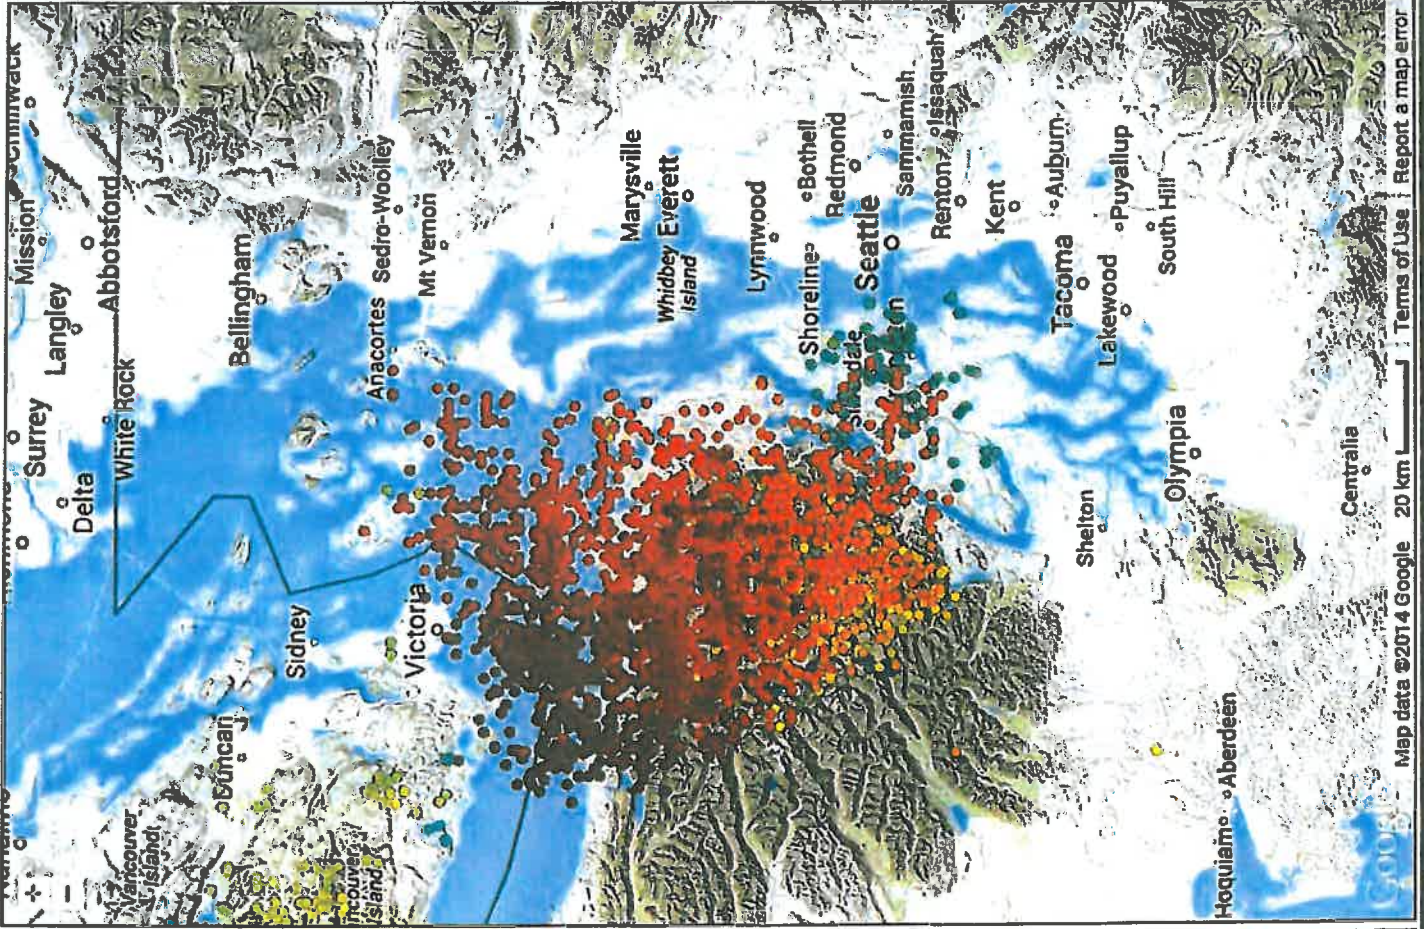 Mission
Surrey
Langley
Delta
Abbotsford
White Rock
Bellingham
Sidney
Duncan
Vancouver
Island
Island
Victoria
Anacortes
Sedro-Woolley
Mt Vernon
Marysville
Everett
Whidbey
Island
Lynnwood
Bothell
Redmond
Shoreline
Seattle
Sammamish
Issaquah
Renton
Kent
Auburn
Tacoma
Puyallup
Lakewood
South Hill
Olympia
Shelton
Centralia
Hoquiam
Aberdeen
Google
Map data ©2014 Google
20 km
Terms of Use
Report a map error